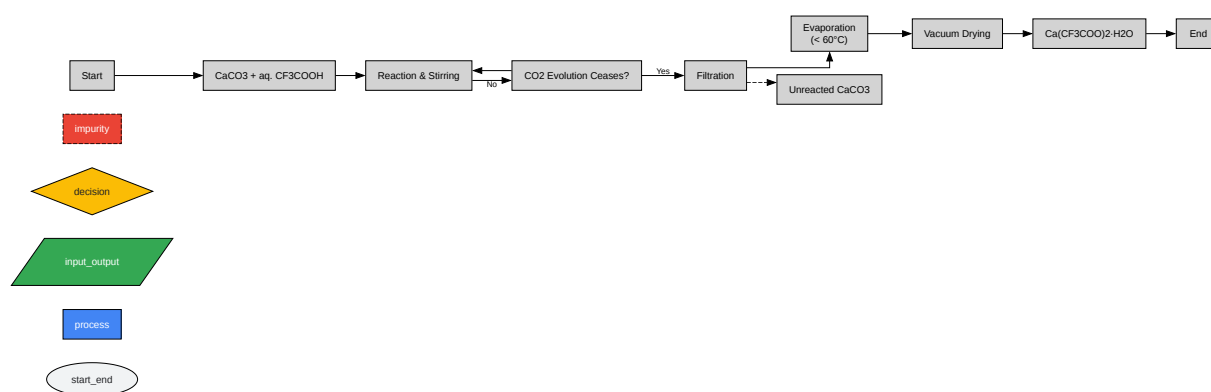 Start
CaCO3 + aq. CF3COOH
Reaction & Stirring
No
CO2 Evolution Ceases?
Yes
Filtration
Unreacted CaCO3
Evaporation
(< 60°C)
Vacuum Drying
Ca(CF3COO)2·H2O
End
impurity
decision
input_output
process
start_end